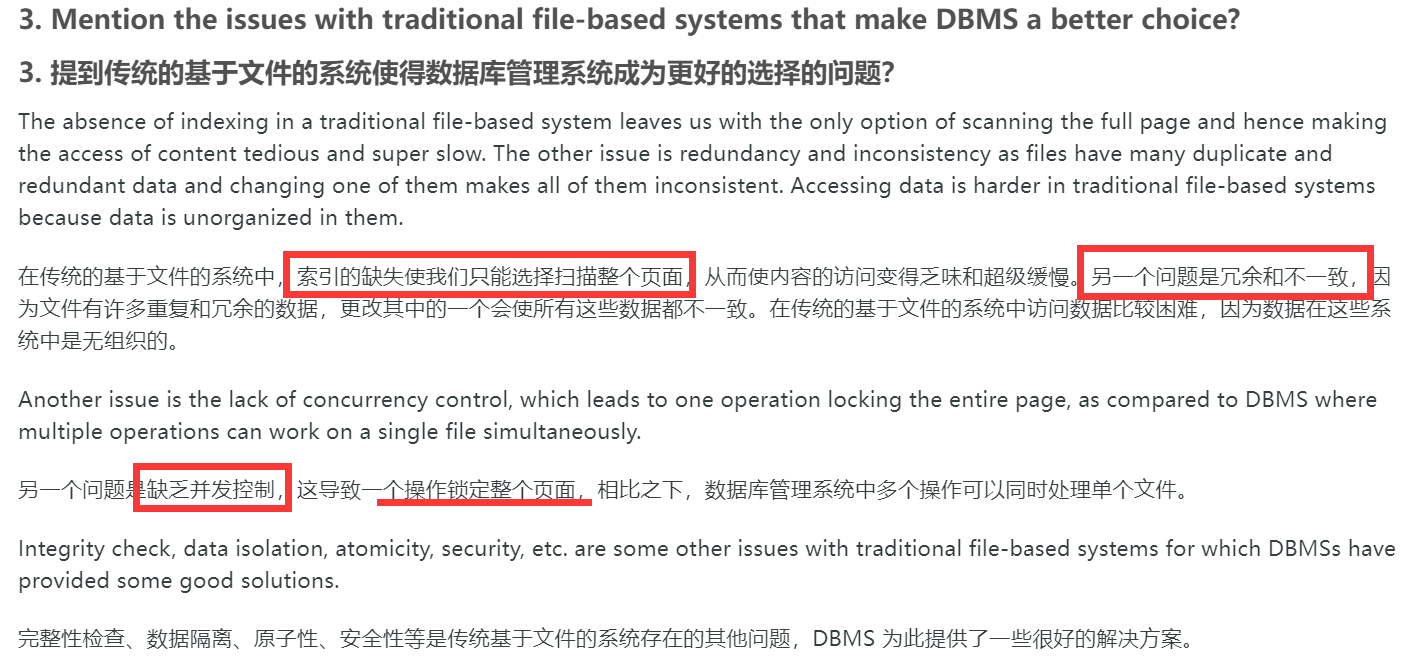 3. Mention the issues with traditional file-based systems that make DBMS a better choice?
3. 提到传统的基于文件的系统使得数据库管理系统成为更好的选择的问题？
The absence of indexing in a traditional file-based system leaves us with the only option of scanning the full page and hence making
the access of content tedious and super slow. The other issue is redundancy and inconsistency as files have many duplicate and
redundant data and changing one of them makes all of them inconsistent. Accessing data is harder in traditional file-based systems
because data is unorganized in them.
在传统的基于文件的系统中，索引的缺失使我们只能选择扫描整个页面，从而使内容的访问变得乏味和超级缓慢。另一个问题是冗余和不一致，因
为文件有许多重复和冗余的数据，更改其中的一个会使所有这些数据都不一致。在传统的基于文件的系统中访问数据比较困难，因为数据在这些系
统中是无组织的。
Another issue is the lack of concurrency control, which leads to one operation locking the entire page, as compared to DBMS where
multiple operations can work on a single file simultaneously.
另一个问题是缺乏并发控制，这导致一个操作锁定整个页面，相比之下，数据库管理系统中多个操作可以同时处理单个文件。
Integrity check, data isolation, atomicity, security, etc. are some other issues with traditional file-based systems for which DBMSs have
provided some good solutions.
完整性检查、数据隔离、原子性、安全性等是传统基于文件的系统存在的其他问题，DBMS 为此提供了一些很好的解决方案。